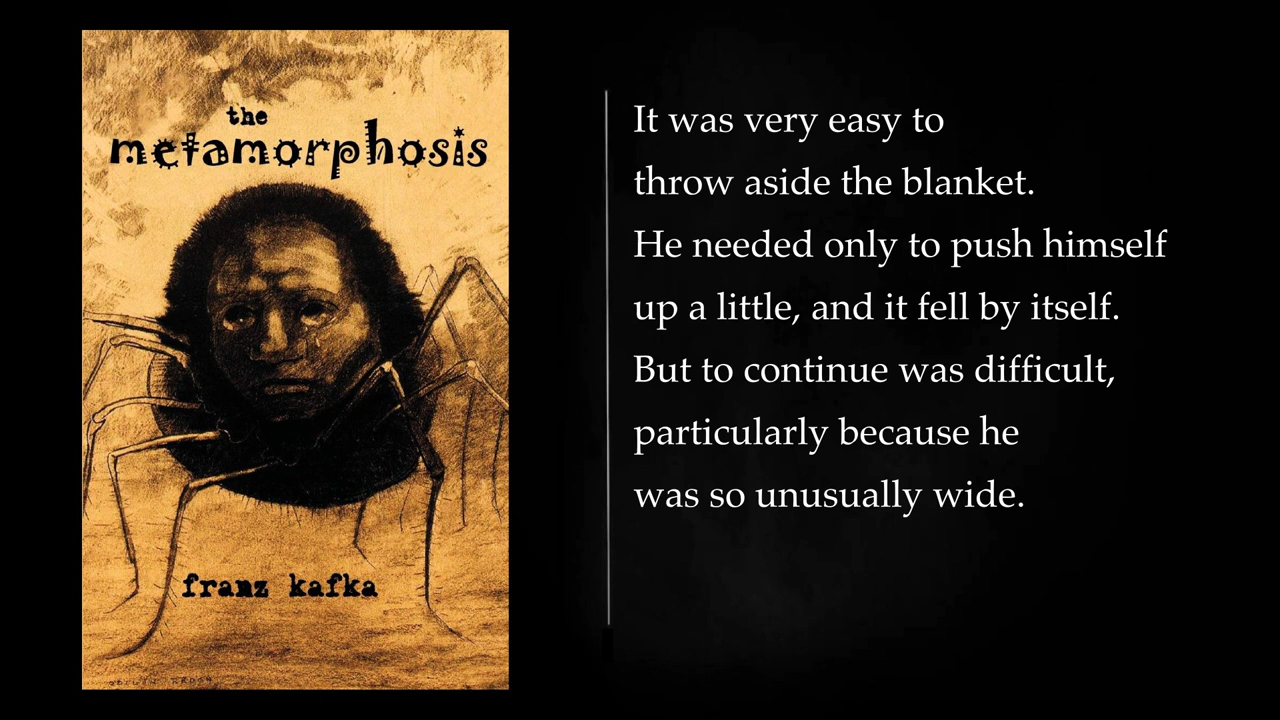 the
metamorphosis
franz kafka
It was very easy to
throw aside the blanket.
He needed only to push himself
up a little, and it fell by itself.
But to continue was difficult,
particularly because he
was so unusually wide.